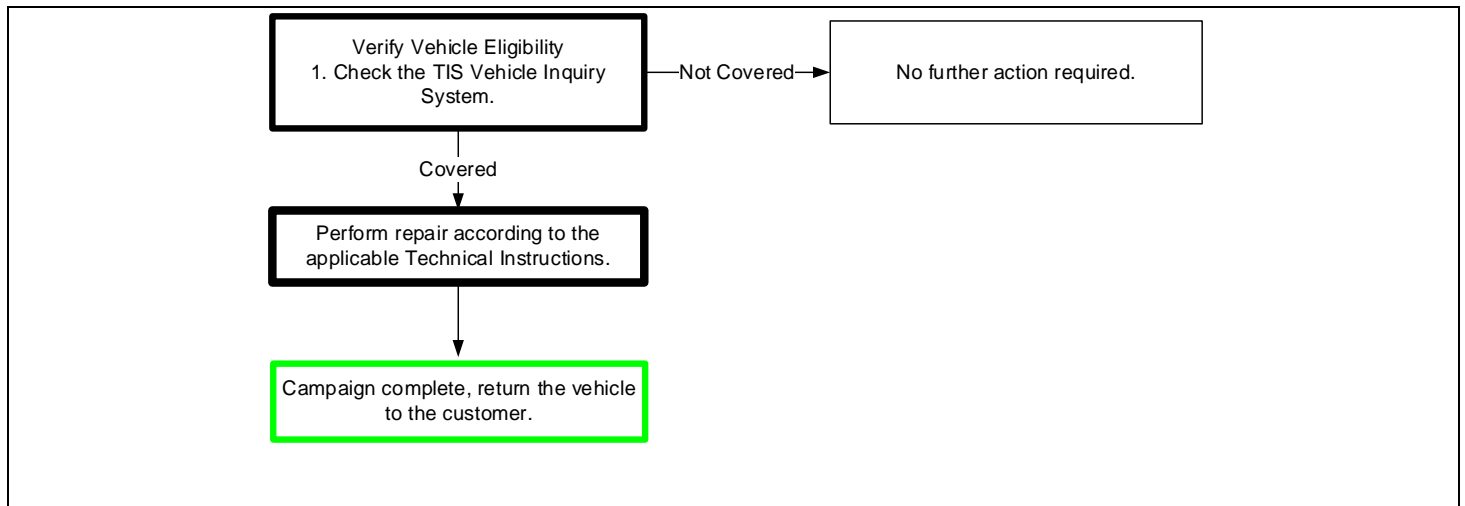 Verify Vehicle Eligibility
1. Check the TIS Vehicle Inquiry
System.
Not Covered
No further action required.
Covered
Perform repair according to the
applicable Technical Instructions.
Campaign complete, return the vehicle
to the customer.